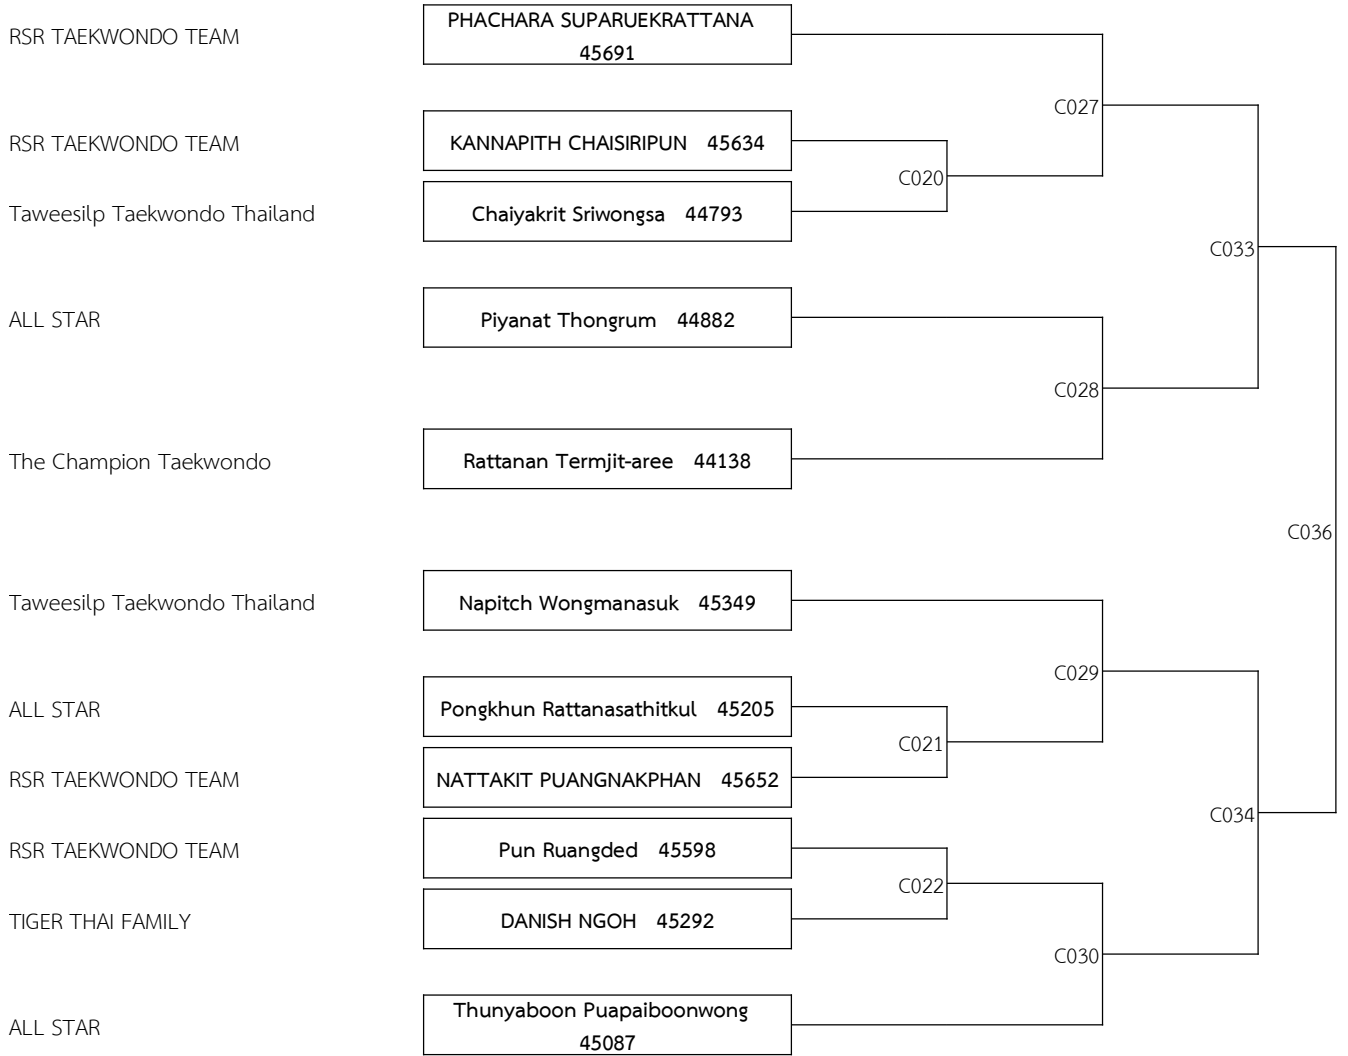 RSR TAEKWONDO TEAM
PHACHARA SUPARUEKRATTANA
45691
C027
RSR TAEKWONDO TEAM
KANNAPITH CHAISIRIPUN 45634
C020
Taweesilp Taekwondo Thailand
Chaiyakrit Sriwongsa 44793
C033
ALL STAR
Piyanat Thongrum 44882
C028
The Champion Taekwondo
Rattanan Termjit-aree 44138
C036
Taweesilp Taekwondo Thailand
Napitch Wongmanasuk 45349
C029
ALL STAR
Pongkhun Rattanasathitkul 45205
C021
RSR TAEKWONDO TEAM
NATTAKIT PUANGNAKPHAN 45652
C034
RSR TAEKWONDO TEAM
Pun Ruangded 45598
C022
TIGER THAI FAMILY
DANISH NGOH 45292
C030
ALL STAR
Thunyaboon Puapaiboonwong
45087